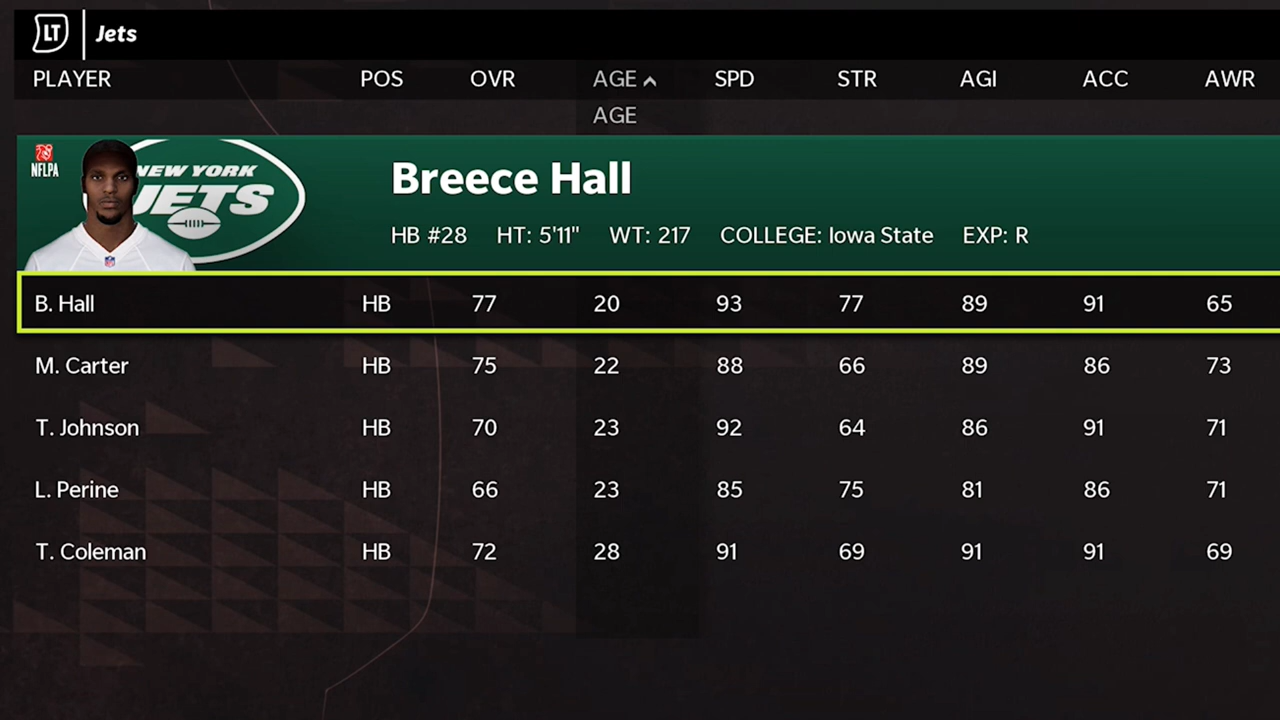 LT Jets
PLAYER POS OVR AGE SPD STR AGI ACC AWR
AGE
NFLPA
NEW YORK
JETS
Breece Hall
HB #28 HT: 5'11" WT: 217 COLLEGE: Iowa State EXP: R
B. Hall HB 77 20 93 77 89 91 65
M. Carter HB 75 22 88 66 89 86 73
T. Johnson HB 70 23 92 64 86 91 71
L. Perine HB 66 23 85 75 81 86 71
T. Coleman HB 72 28 91 69 91 91 69